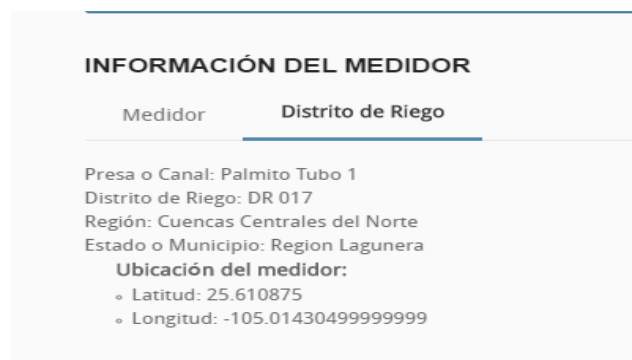 INFORMACIÓN DEL MEDIDOR
Medidor Distrito de Riego
Presa o Canal: Palmito Tubo 1
Distrito de Riego: DR 017
Región: Cuencas Centrales del Norte
Estado o Municipio: Region Lagunera
Ubicación del medidor:
Latitud: 25.610875
Longitud: -105.01430499999999